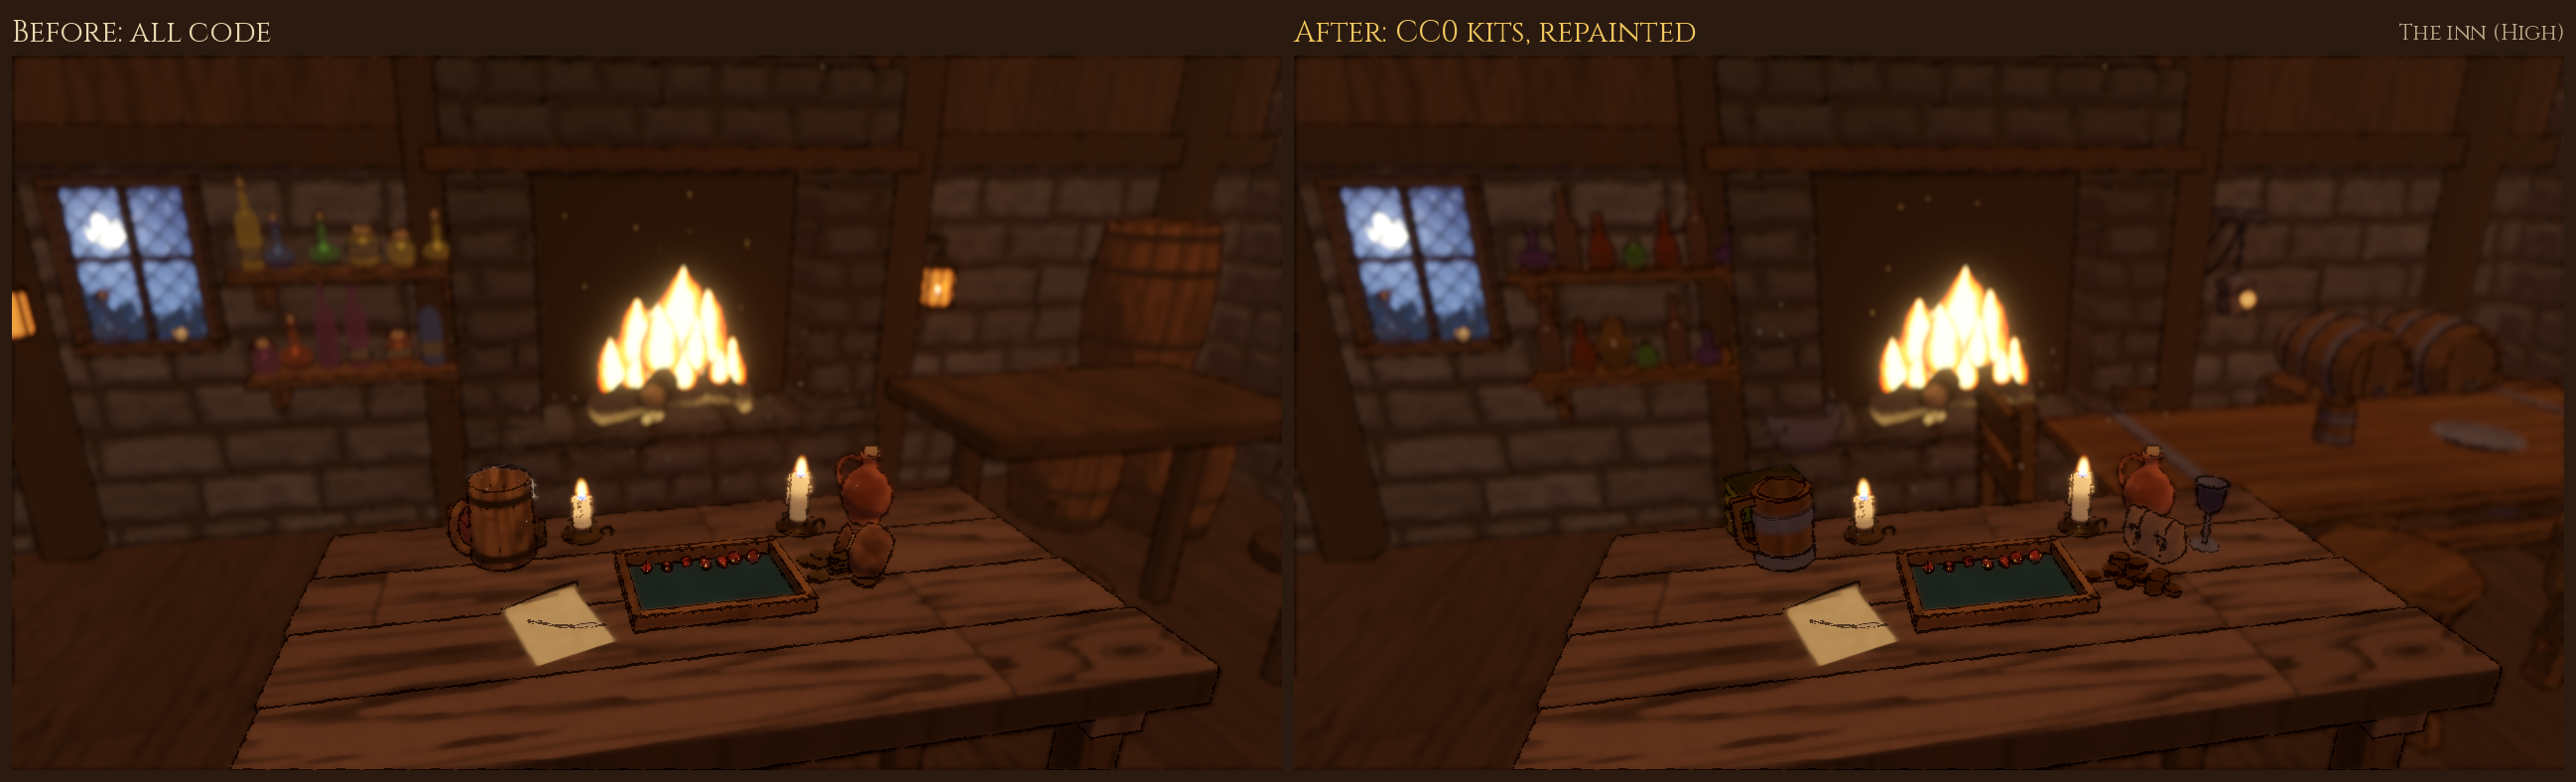 Before: all code
After: CC0 kits, repainted
The inn (High)